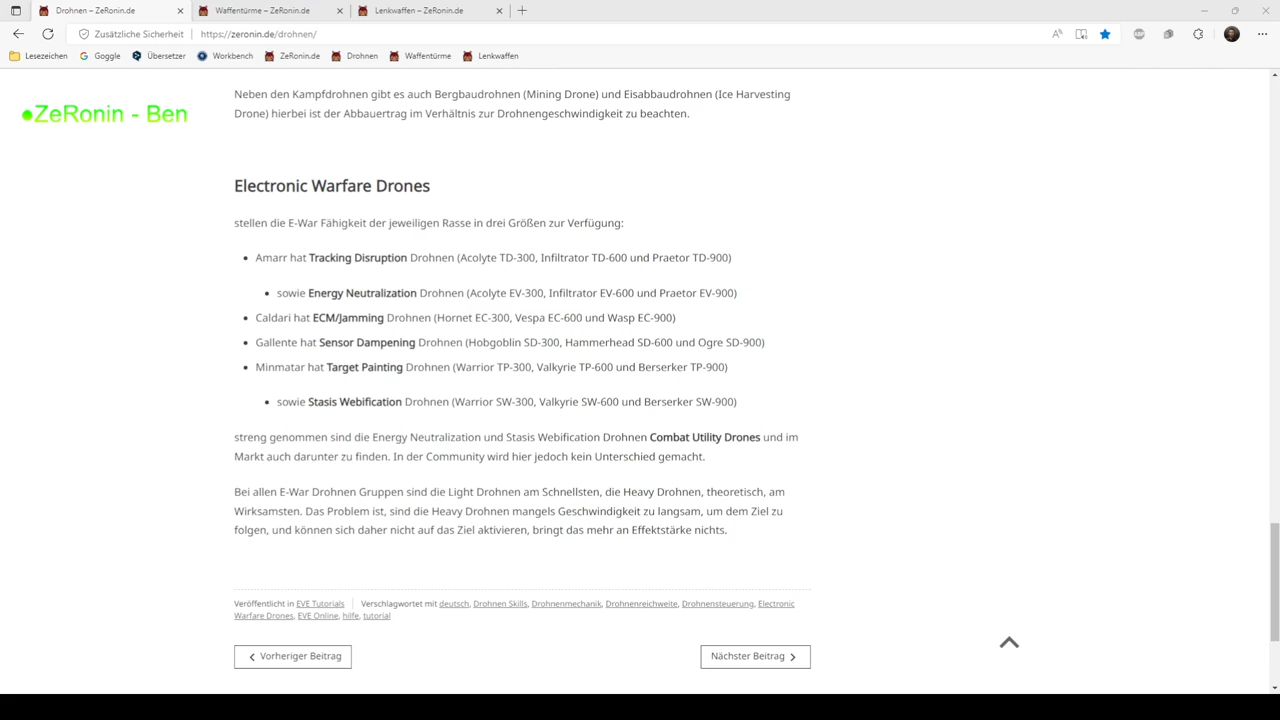 Drohnen – ZeRonin.de
Waffentürme – ZeRonin.de
Lenkwaffen – ZeRonin.de
Zusätzliche Sicherheit
https://zeronin.de/drohnen/
Lesezeichen
Goggle
Übersetzer
Workbench
ZeRonin.de
Drohnen
Waffentürme
Lenkwaffen
ZeRonin - Ben
Neben den Kampfdrohnen gibt es auch Bergbaudrohnen (Mining Drone) und Eisabbaudrohnen (Ice Harvesting
Drone) hierbei ist der Abbauertrag im Verhältnis zur Drohnengeschwindigkeit zu beachten.
Electronic Warfare Drones
stellen die E-War Fähigkeit der jeweiligen Rasse in drei Größen zur Verfügung:
Amarr hat Tracking Disruption Drohnen (Acolyte TD-300, Infiltrator TD-600 und Praetor TD-900)
sowie Energy Neutralization Drohnen (Acolyte EV-300, Infiltrator EV-600 und Praetor EV-900)
Caldari hat ECM/Jamming Drohnen (Hornet EC-300, Vespa EC-600 und Wasp EC-900)
Gallente hat Sensor Dampening Drohnen (Hobgoblin SD-300, Hammerhead SD-600 und Ogre SD-900)
Minmatar hat Target Painting Drohnen (Warrior TP-300, Valkyrie TP-600 und Berserker TP-900)
sowie Stasis Webification Drohnen (Warrior SW-300, Valkyrie SW-600 und Berserker SW-900)
streng genommen sind die Energy Neutralization und Stasis Webification Drohnen Combat Utility Drones und im
Markt auch darunter zu finden. In der Community wird hier jedoch kein Unterschied gemacht.
Bei allen E-War Drohnen Gruppen sind die Light Drohnen am Schnellsten, die Heavy Drohnen, theoretisch, am
Wirksamsten. Das Problem ist, sind die Heavy Drohnen mangels Geschwindigkeit zu langsam, um dem Ziel zu
folgen, und können sich daher nicht auf das Ziel aktivieren, bringt das mehr an Effektstärke nichts.
Veröffentlicht in EVE Tutorials Verschlagwortet mit deutsch, Drohnen Skills, Drohnenmechanik, Drohnenreichweite, Drohnensteuerung, Electronic
Warfare Drones, EVE Online, hilfe, tutorial
Vorheriger Beitrag
Nächster Beitrag